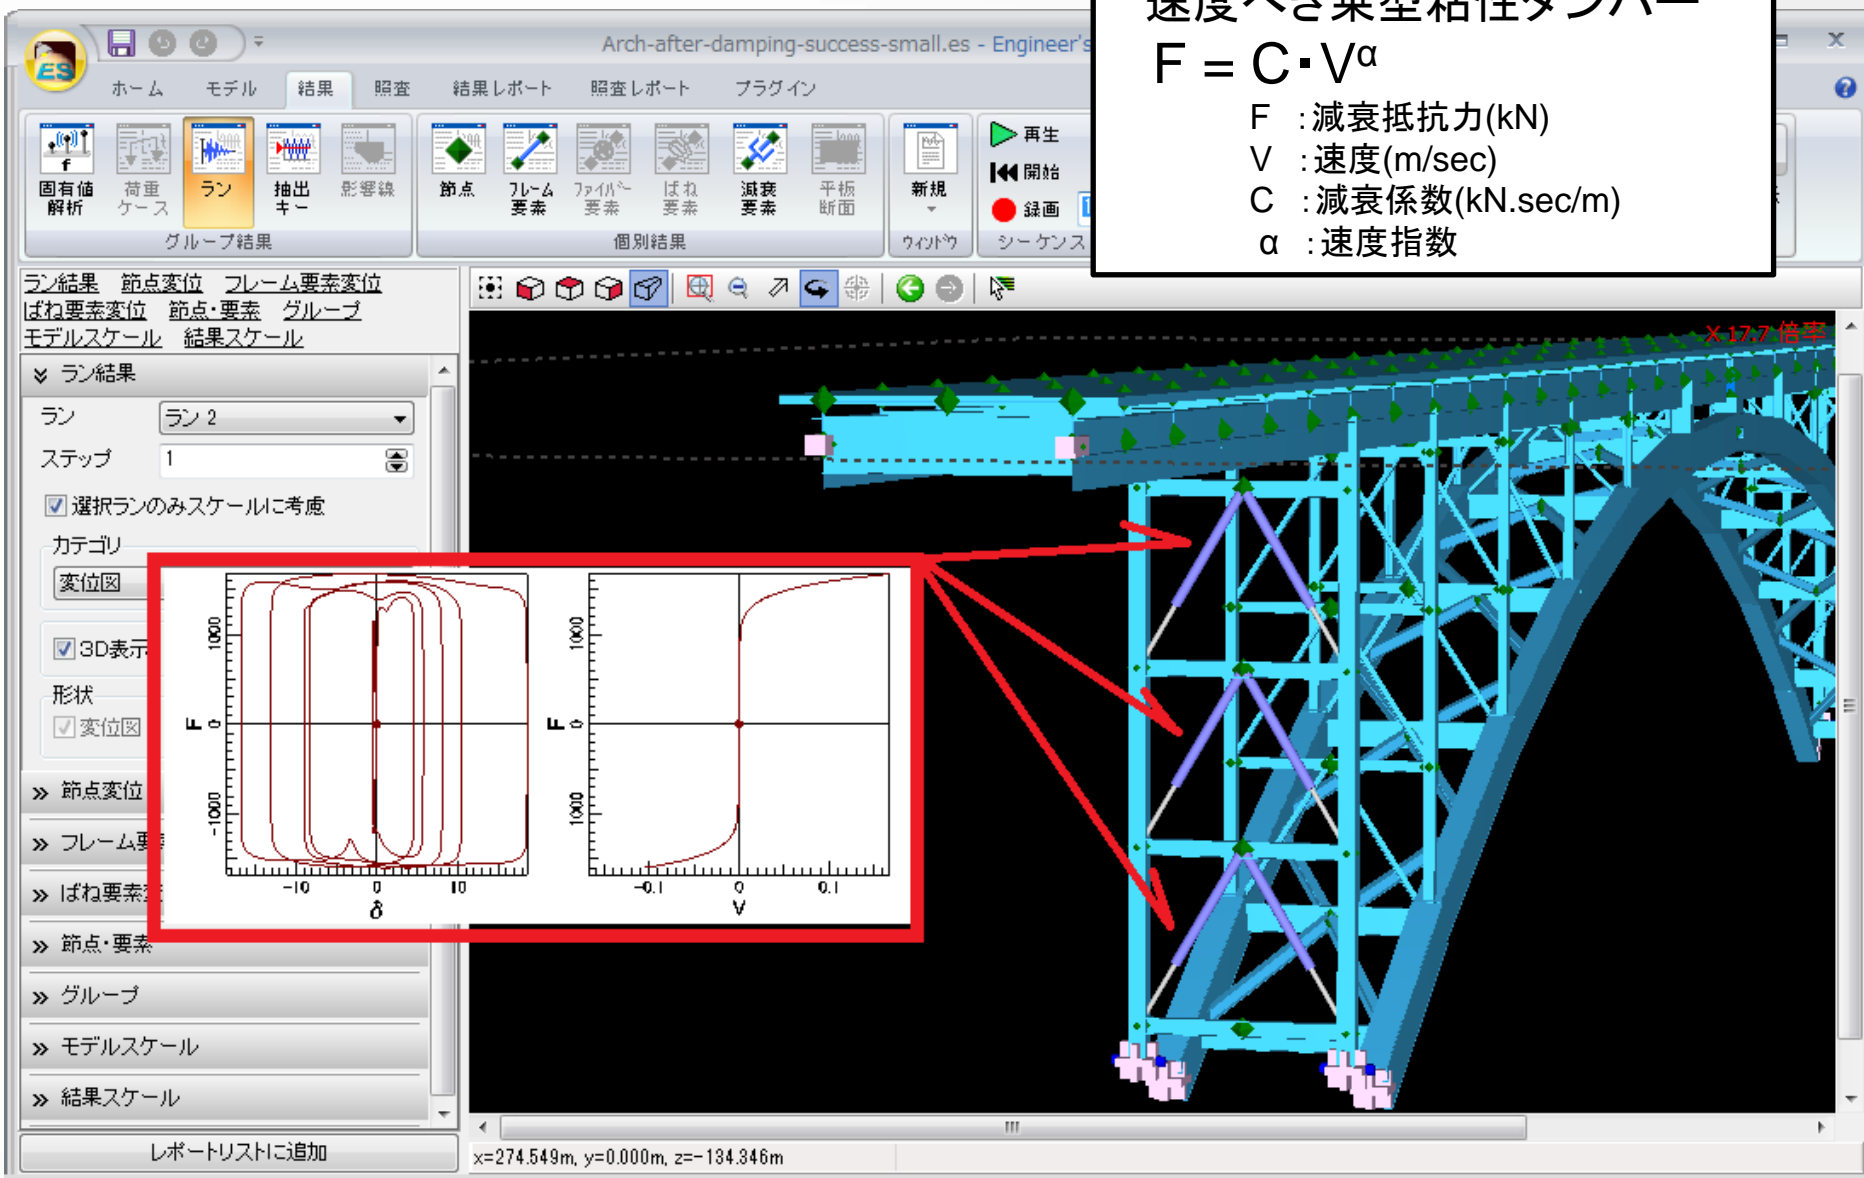 速度べき乗型粘性ダンパー
F = C・V^α
F ：減衰抵抗力(kN)
V ：速度(m/sec)
C ：減衰係数(kN.sec/m)
α ：速度指数
Arch-after-damping-success-small.es - Engineer's
ES
ホーム モデル 結果 照査 結果レポート 照査レポート プラグイン
固有値解析 荷重ケース ラン 抽出キー 影響線
節点 フレーム要素 ファイバー要素 ばね要素 減衰要素 平板断面
新規
再生
開始
録画
グループ結果 個別結果 ウィンドウ シーケンス
ラン結果 節点変位 フレーム要素変位
ばね要素変位 節点・要素 グループ
モデルスケール 結果スケール
ラン結果
ラン ラン 2
ステップ 1
選択ランのみスケールに考慮
カテゴリ
変位図
3D表示
形状
変位図
節点変位
フレーム要
ばね要素
節点・要素
グループ
モデルスケール
結果スケール
レポートリストに追加
X 17.7 倍率
F
1000
0
-1000
-10 0 10
δ
F
1000
0
1000
-0.1 0 0.1
V
x=274.549m, y=0.000m, z=-134.346m